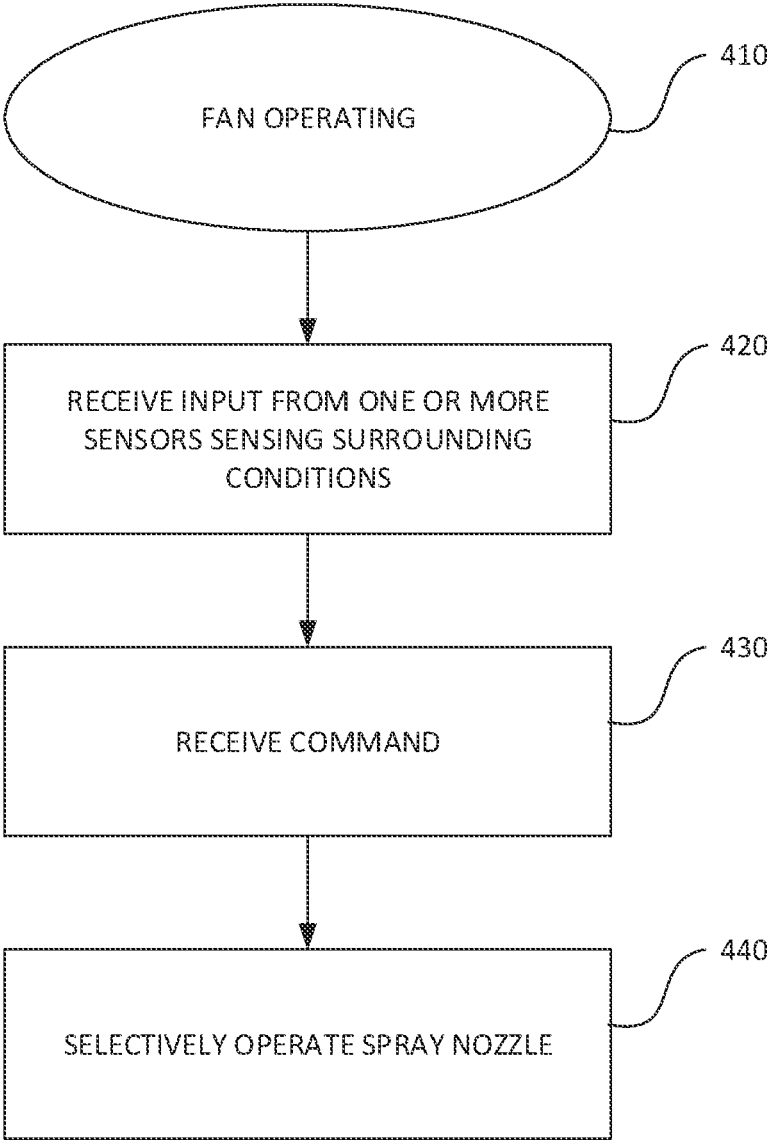 410
FAN OPERATING
420
RECEIVE INPUT FROM ONE OR MORE
SENSORS SENSING SURROUNDING
CONDITIONS
430
RECEIVE COMMAND
440
SELECTIVELY OPERATE SPRAY NOZZLE